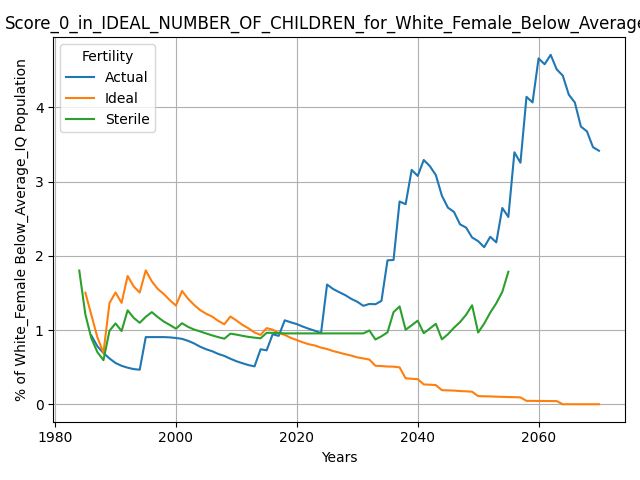 Score_0_in_IDEAL_NUMBER_OF_CHILDREN_for_White_Female_Below_Average
Fertility
Actual
Ideal
Sterile
% of White_Female Below_Average_IQ Population
4
3
2
1
0
1980 2000 2020 2040 2060
Years